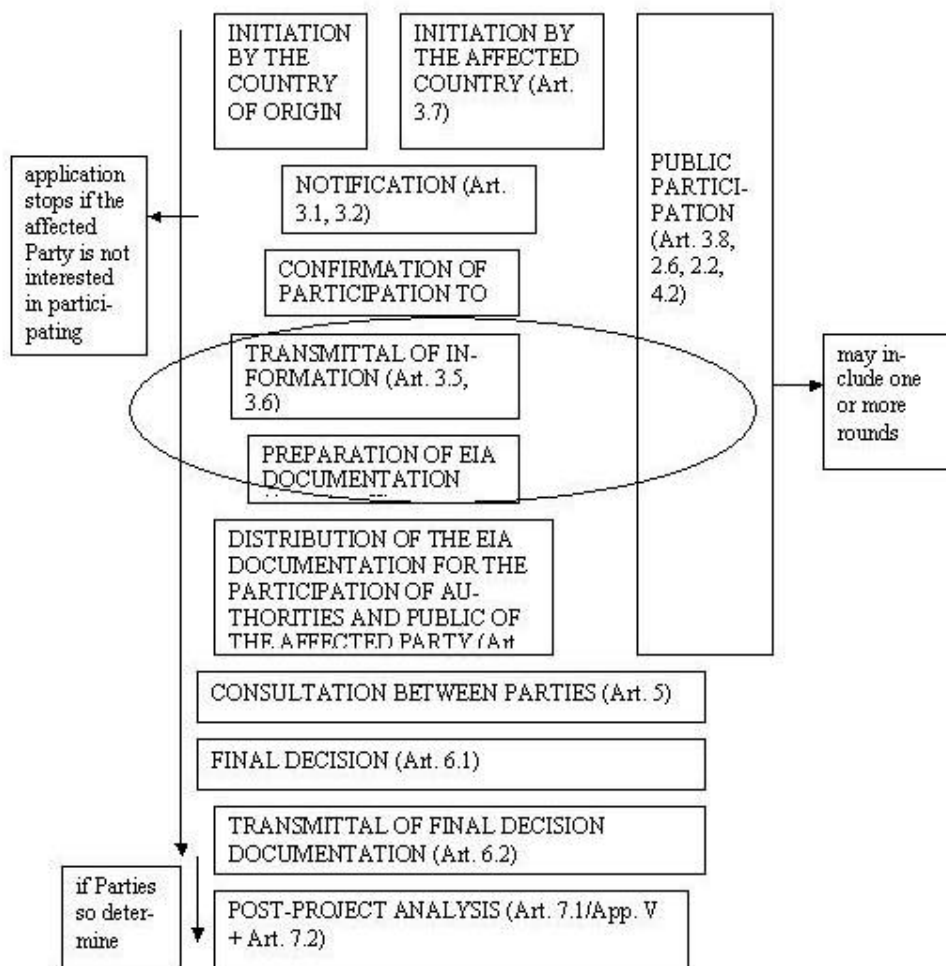 INITIATION
BY THE
COUNTRY
OF ORIGIN
INITIATION BY
THE AFFECTED
COUNTRY (Art.
3.7)
application
stops if the
affected
Party is not
interested
in partici-
pating
NOTIFICATION (Art.
3.1, 3.2)
PUBLIC
PARTICI-
PATION
(Art. 3.8,
2.6, 2.2,
4.2)
CONFIRMATION OF
PARTICIPATION TO
TRANSMITTAL OF IN-
FORMATION (Art. 3.5,
3.6)
may in-
clude one
or more
rounds
PREPARATION OF EIA
DOCUMENTATION
DISTRIBUTION OF THE EIA
DOCUMENTATION FOR THE
PARTICIPATION OF AU-
THORITIES AND PUBLIC OF
THE AFFECTED PARTY (Art
CONSULTATION BETWEEN PARTIES (Art. 5)
FINAL DECISION (Art. 6.1)
TRANSMITTAL OF FINAL DECISION
DOCUMENTATION (Art. 6.2)
if Parties
so deter-
mine
POST-PROJECT ANALYSIS (Art. 7.1/App. V
+ Art. 7.2)